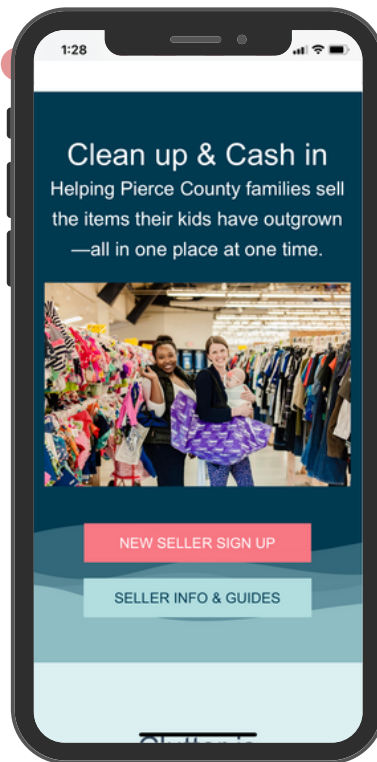 1:28
Clean up & Cash in
Helping Pierce County families sell
the items their kids have outgrown
—all in one place at one time.
NEW SELLER SIGN UP
SELLER INFO & GUIDES